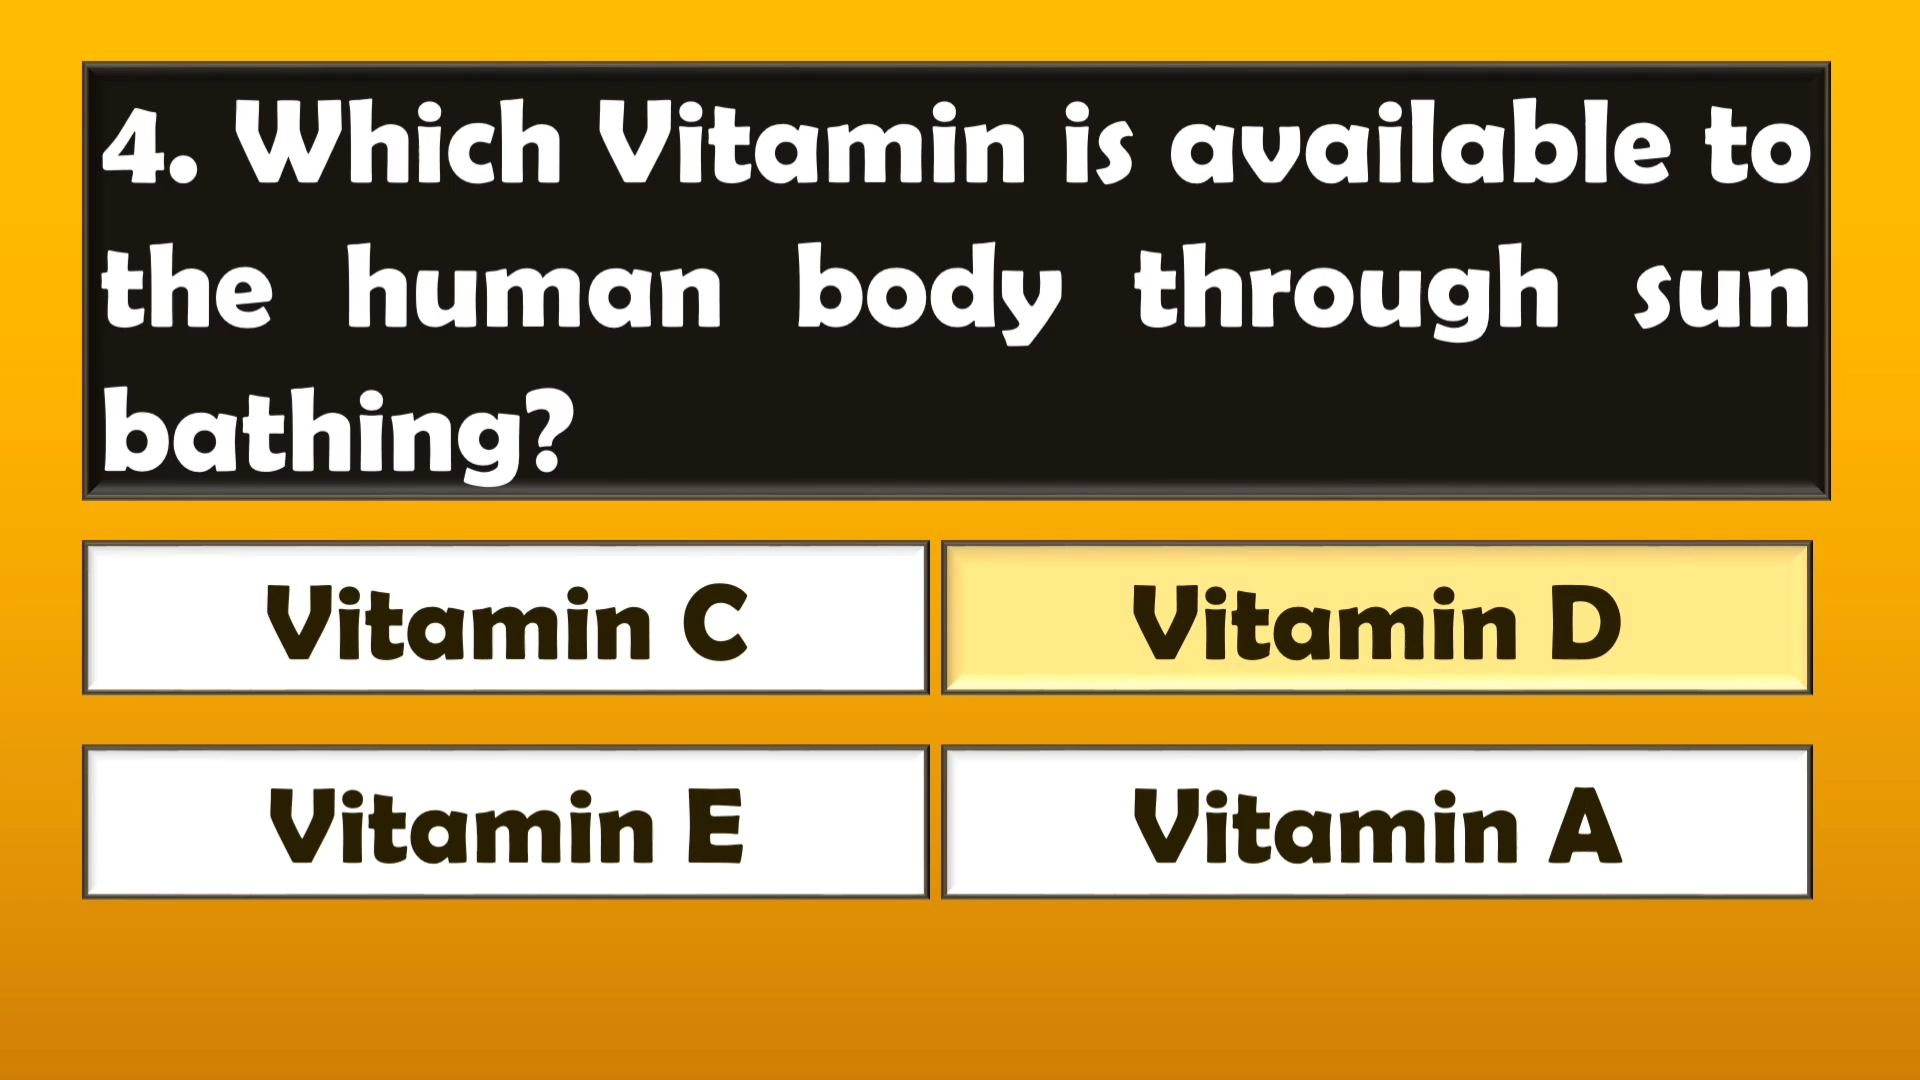 4. Which Vitamin is available to
the human body through sun
bathing?
Vitamin C
Vitamin D
Vitamin E
Vitamin A